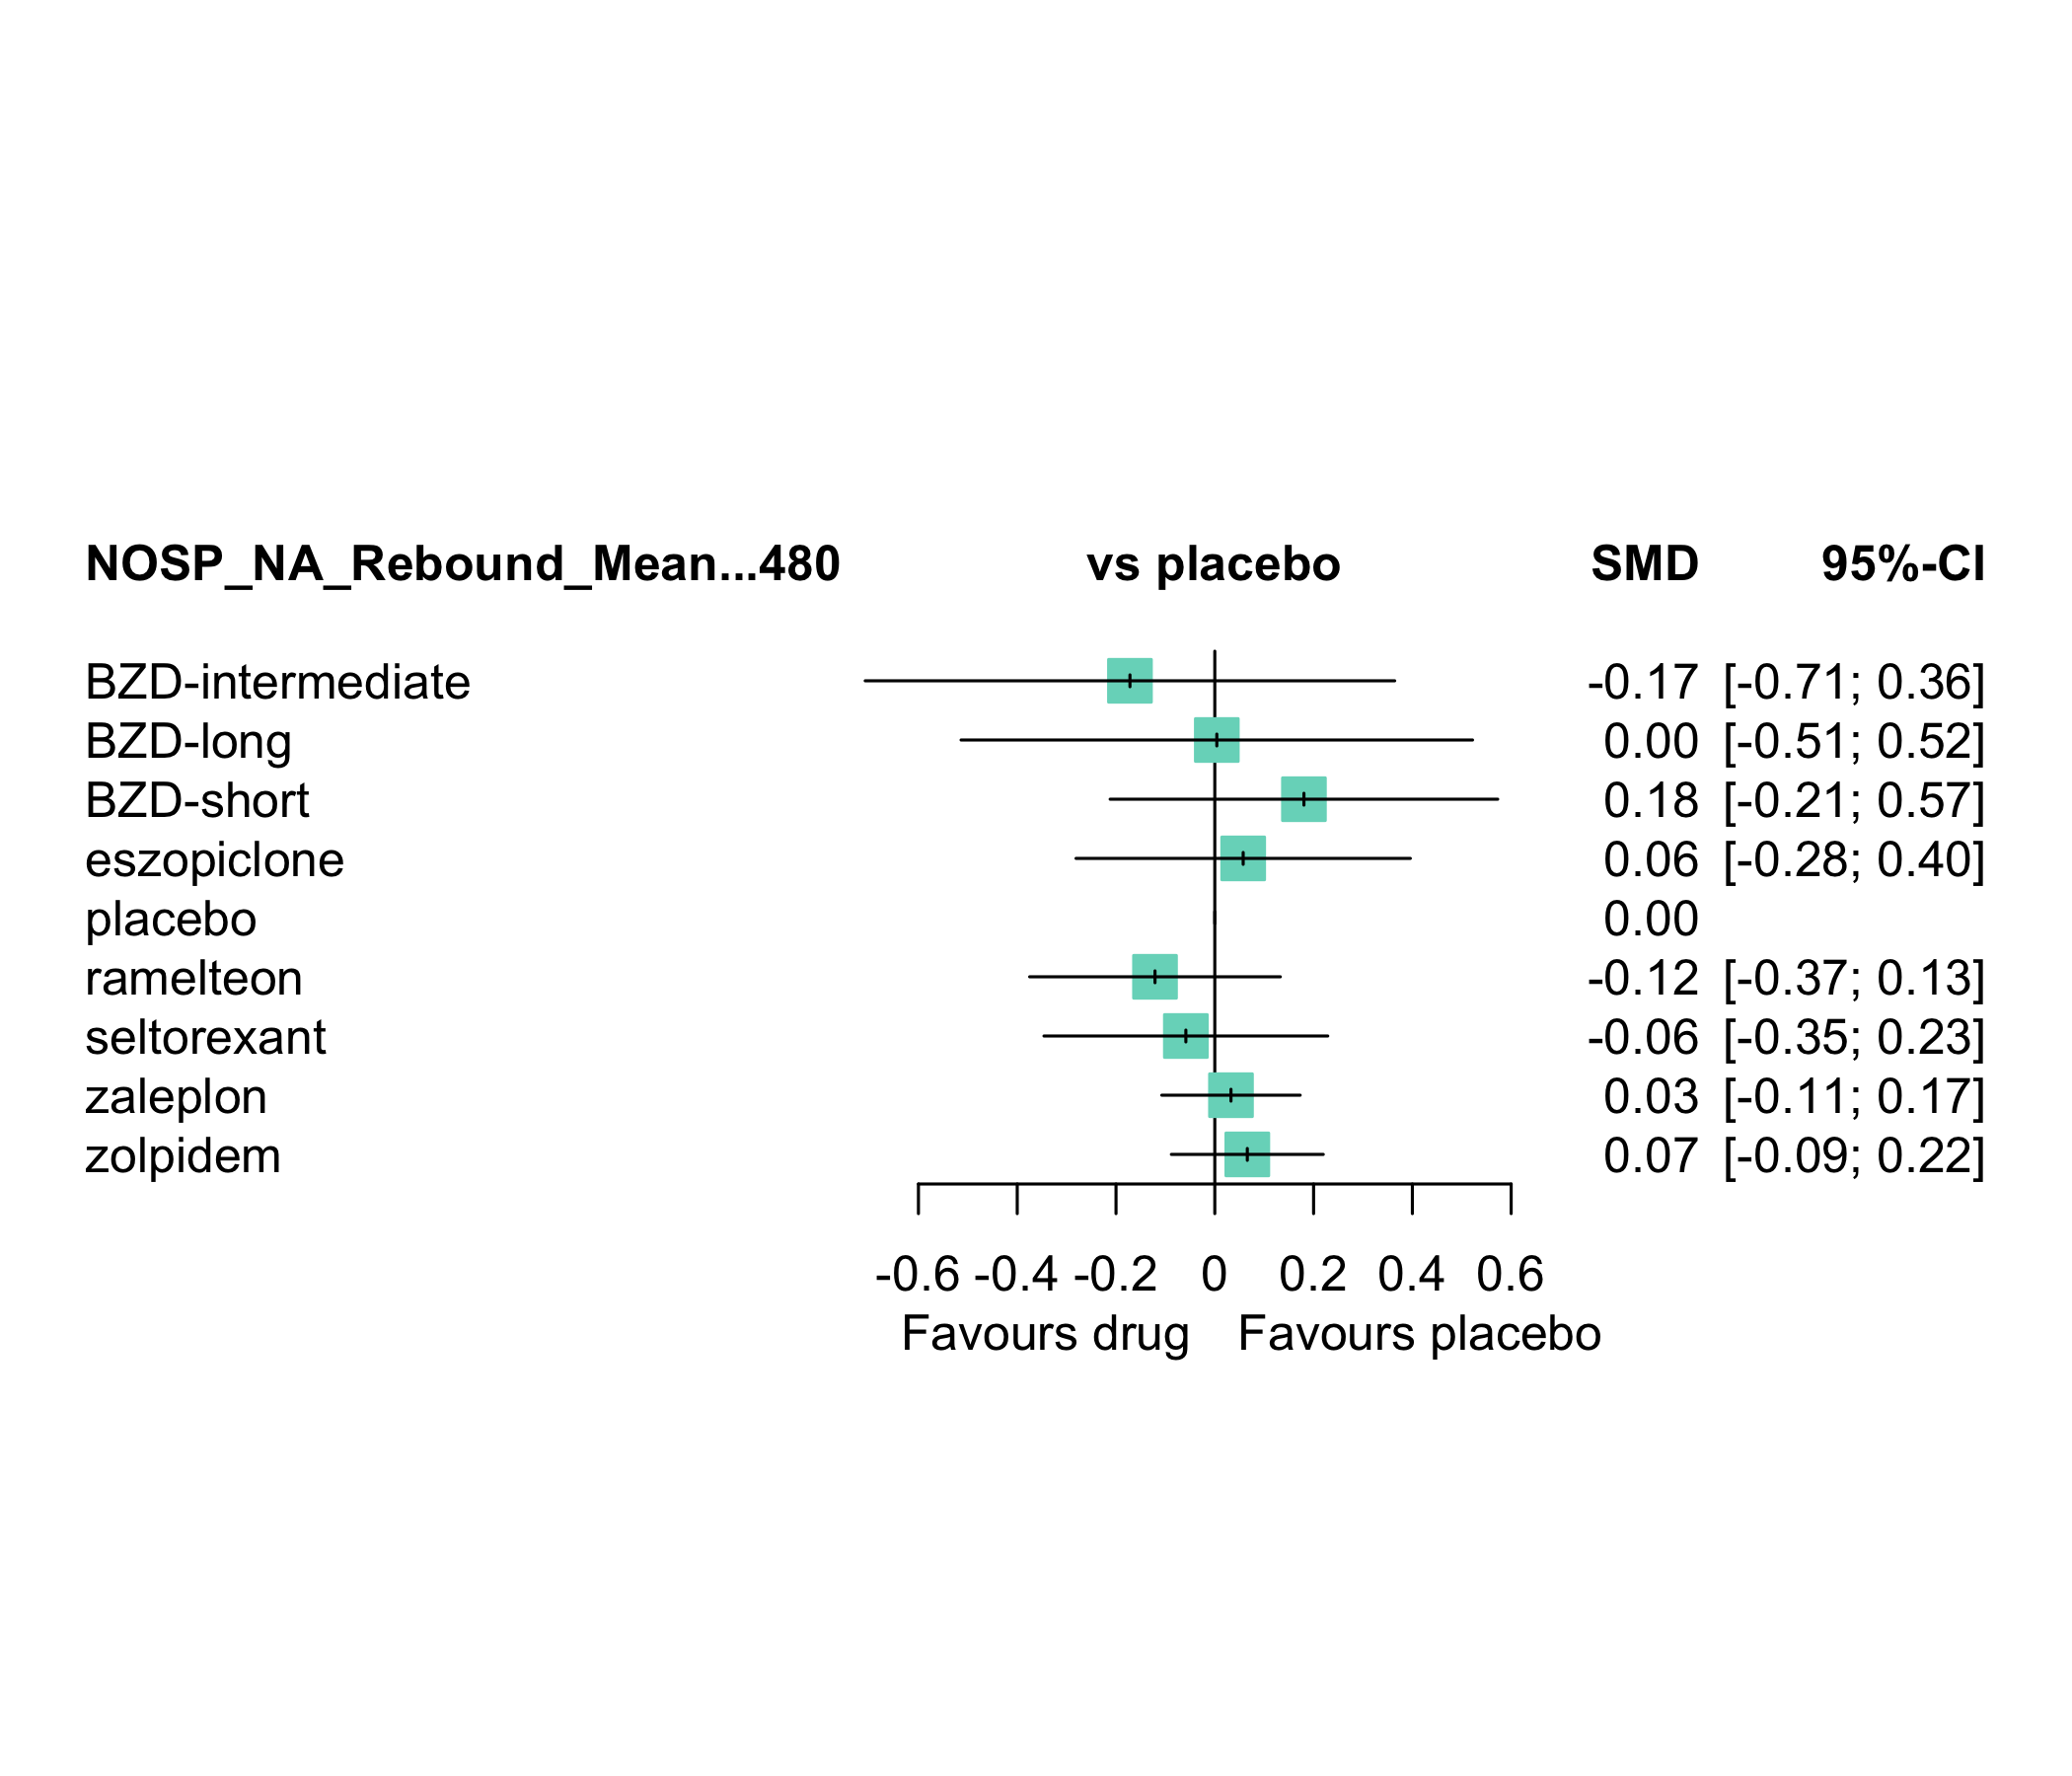 NOSP_NA_Rebound_Mean...480 vs placebo SMD 95%-CI
BZD-intermediate -0.17 [-0.71; 0.36]
BZD-long 0.00 [-0.51; 0.52]
BZD-short 0.18 [-0.21; 0.57]
eszopiclone 0.06 [-0.28; 0.40]
placebo 0.00
ramelteon -0.12 [-0.37; 0.13]
seltorexant -0.06 [-0.35; 0.23]
zaleplon 0.03 [-0.11; 0.17]
zolpidem 0.07 [-0.09; 0.22]
-0.6 -0.4 -0.2 0 0.2 0.4 0.6
Favours drug Favours placebo